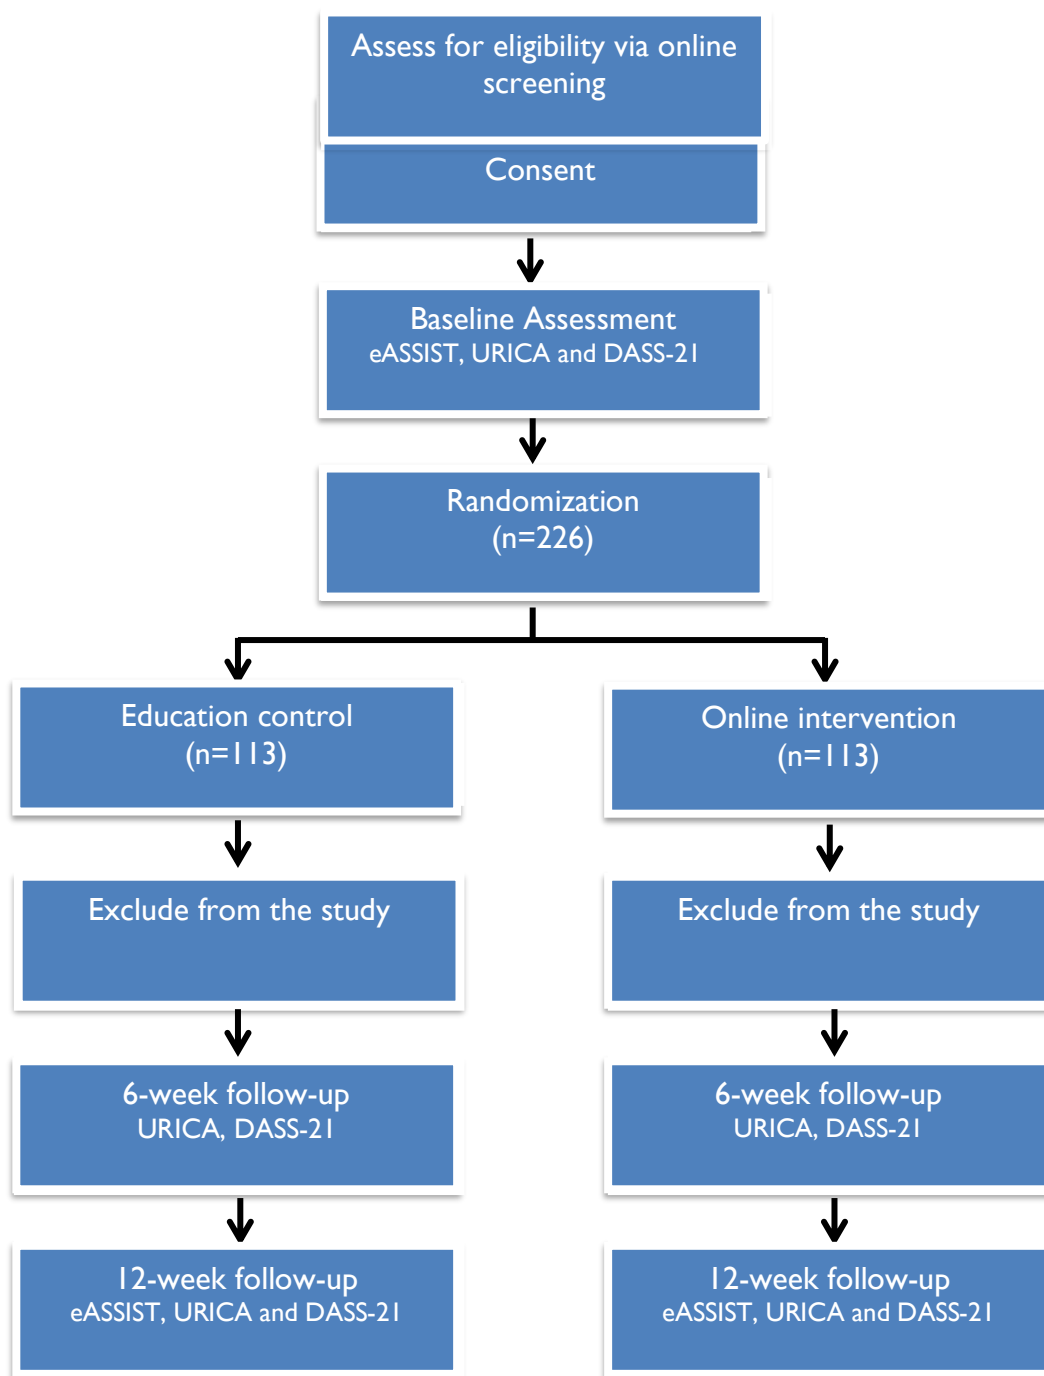 Assess for eligibility via online
screening
Consent
Baseline Assessment
eASSIST, URICA and DASS-21
Randomization
(n=226)
Education control
(n=113)
Online intervention
(n=113)
Exclude from the study
Exclude from the study
6-week follow-up
URICA, DASS-21
6-week follow-up
URICA, DASS-21
12-week follow-up
eASSIST, URICA and DASS-21
12-week follow-up
eASSIST, URICA and DASS-21